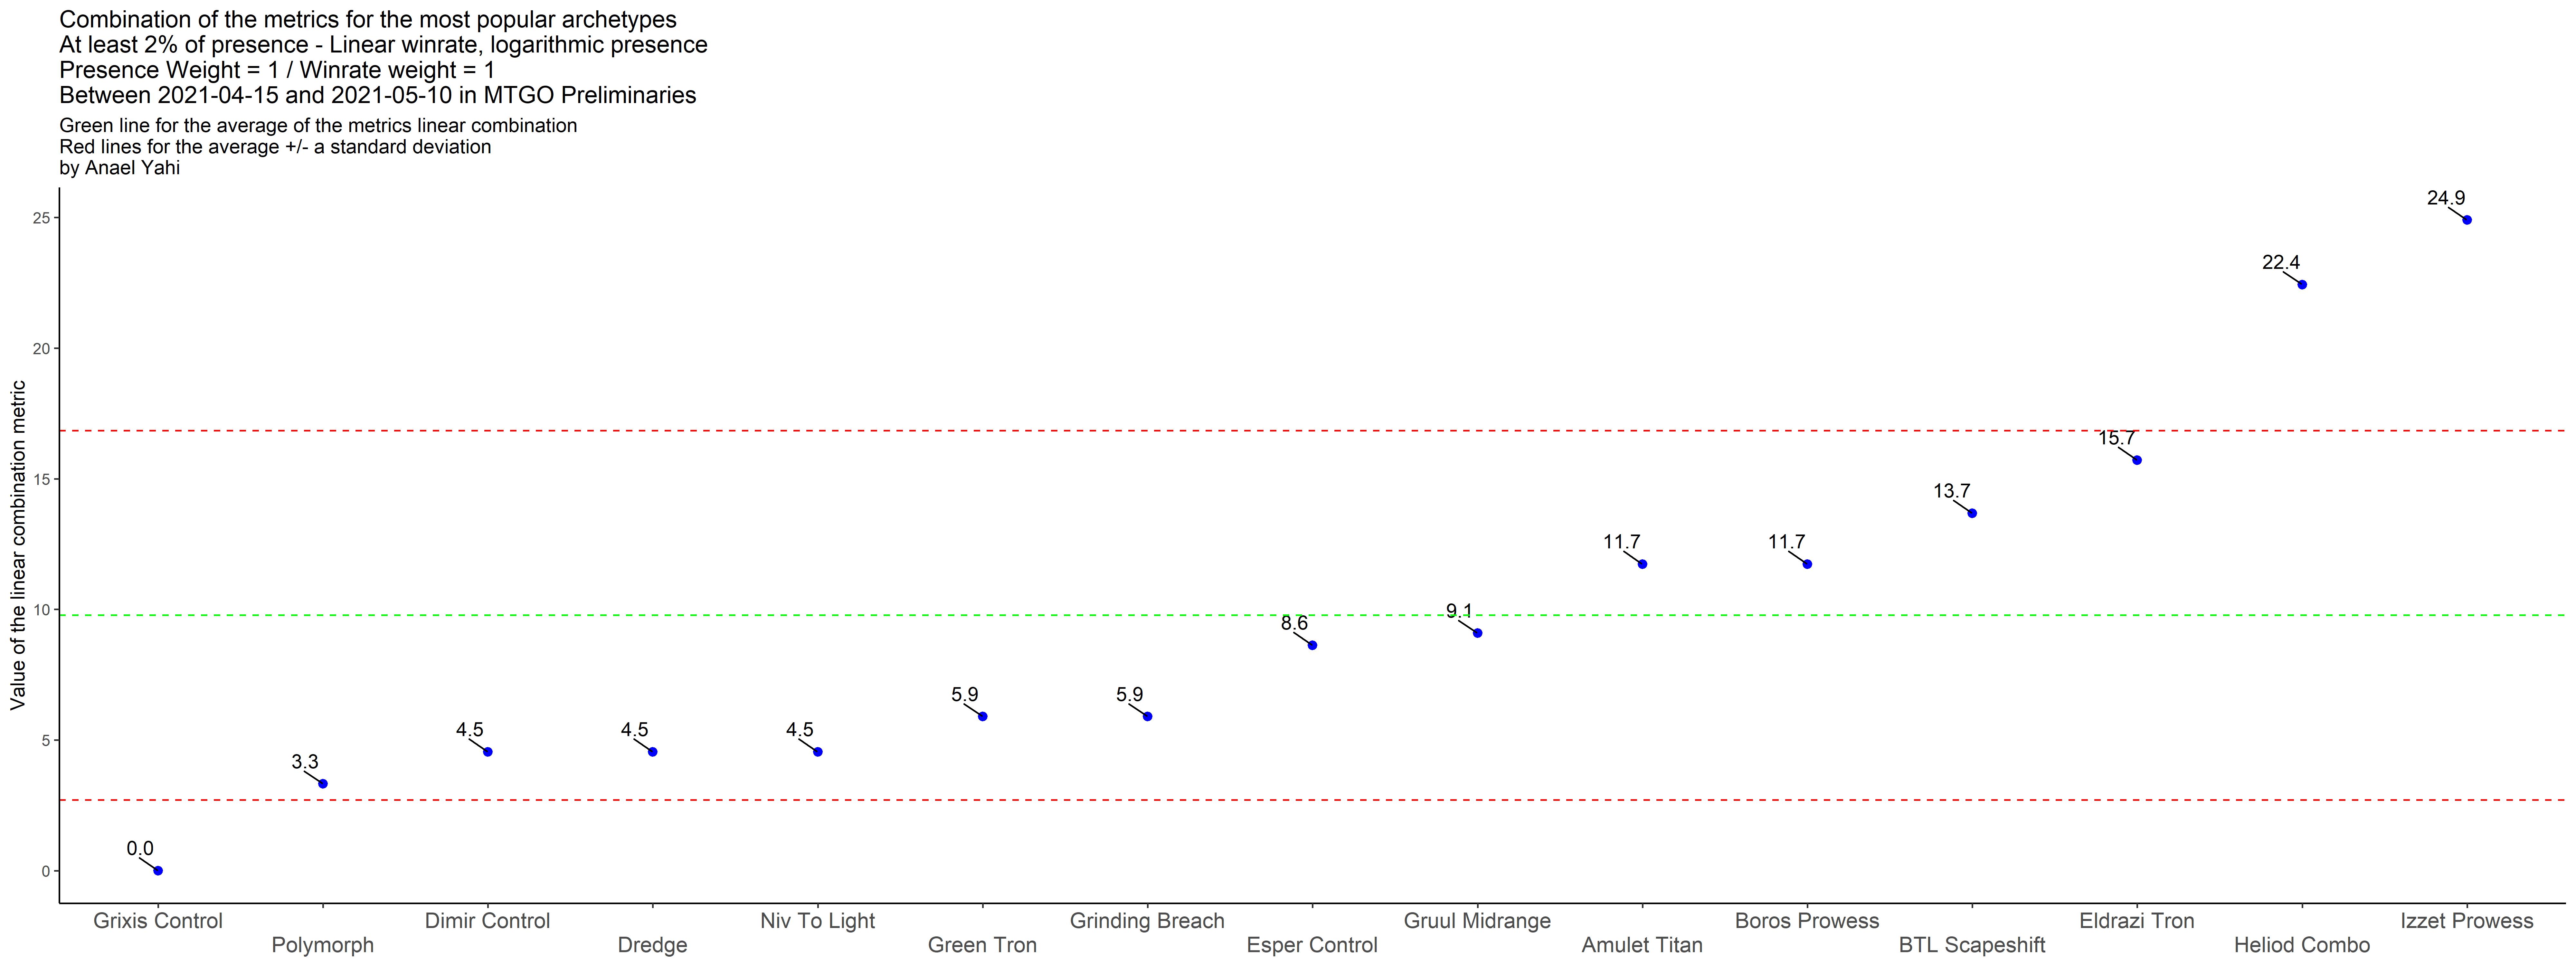 Combination of the metrics for the most popular archetypes
At least 2% of presence - Linear winrate, logarithmic presence
Presence Weight = 1 / Winrate weight = 1
Between 2021-04-15 and 2021-05-10 in MTGO Preliminaries
Green line for the average of the metrics linear combination
Red lines for the average +/- a standard deviation
by Anael Yahi
Value of the linear combination metric
25
20
15
10
5
0
0.0
3.3
4.5
4.5
4.5
5.9
5.9
8.6
9.1
11.7
11.7
13.7
15.7
22.4
24.9
Grixis Control
Polymorph
Dimir Control
Dredge
Niv To Light
Green Tron
Grinding Breach
Esper Control
Gruul Midrange
Amulet Titan
Boros Prowess
BTL Scapeshift
Eldrazi Tron
Heliod Combo
Izzet Prowess